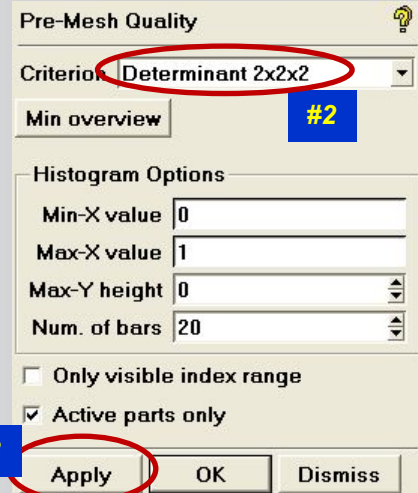 Pre-Mesh Quality
Criterion Determinant 2x2x2
Min overview
#2
Histogram Options
Min-X value 0
Max-X value 1
Max-Y height 0
Num. of bars 20
Only visible index range
Active parts only
Apply OK Dismiss